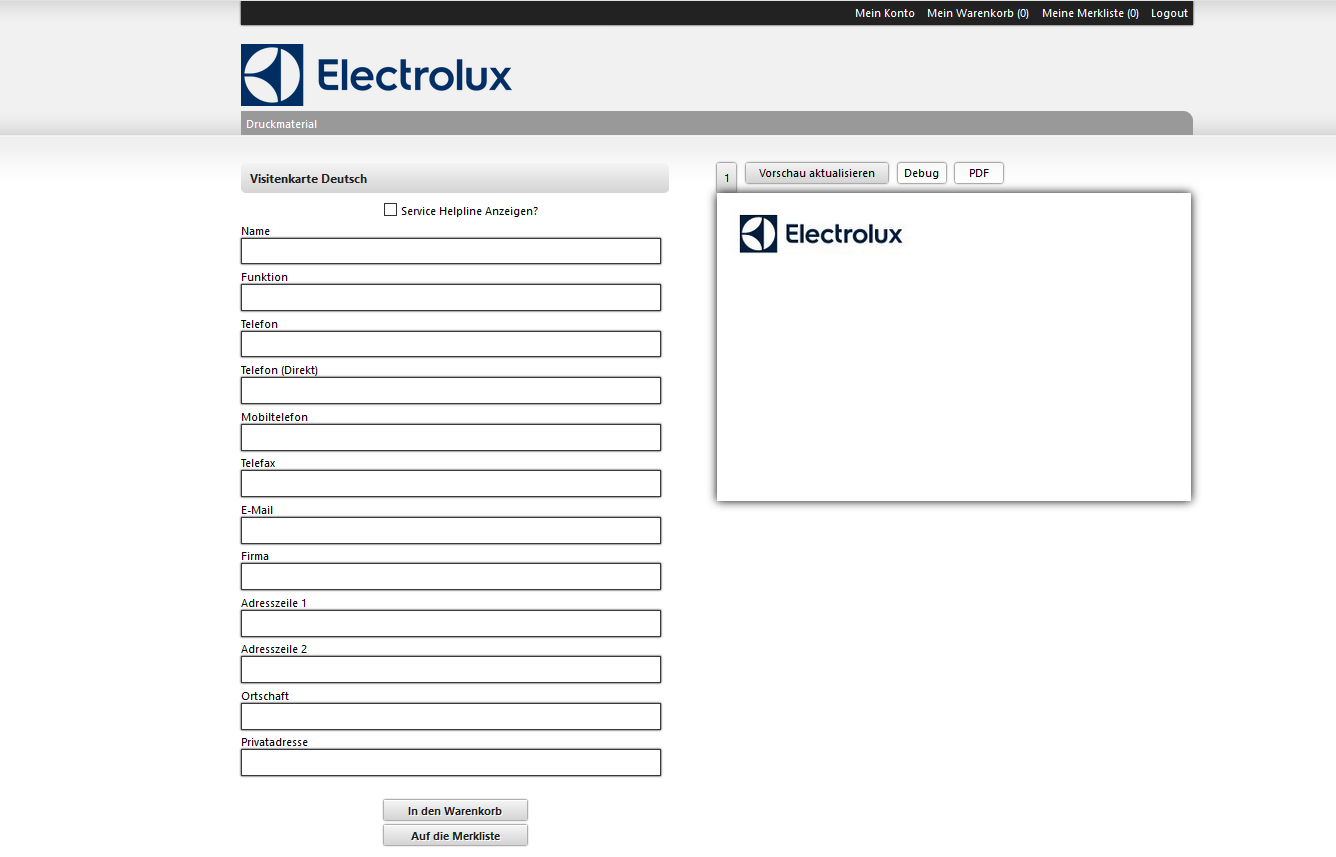 Mein Konto Mein Warenkorb (0) Meine Merkliste (0) Logout
Electrolux
Druckmaterial
Visitenkarte Deutsch
Service Helpline Anzeigen?
Name
Funktion
Telefon
Telefon (Direkt)
Mobiltelefon
Telefax
E-Mail
Firma
Adresszeile 1
Adresszeile 2
Ortschaft
Privatadresse
In den Warenkorb
Auf die Merkliste
1 Vorschau aktualisieren Debug PDF
Electrolux